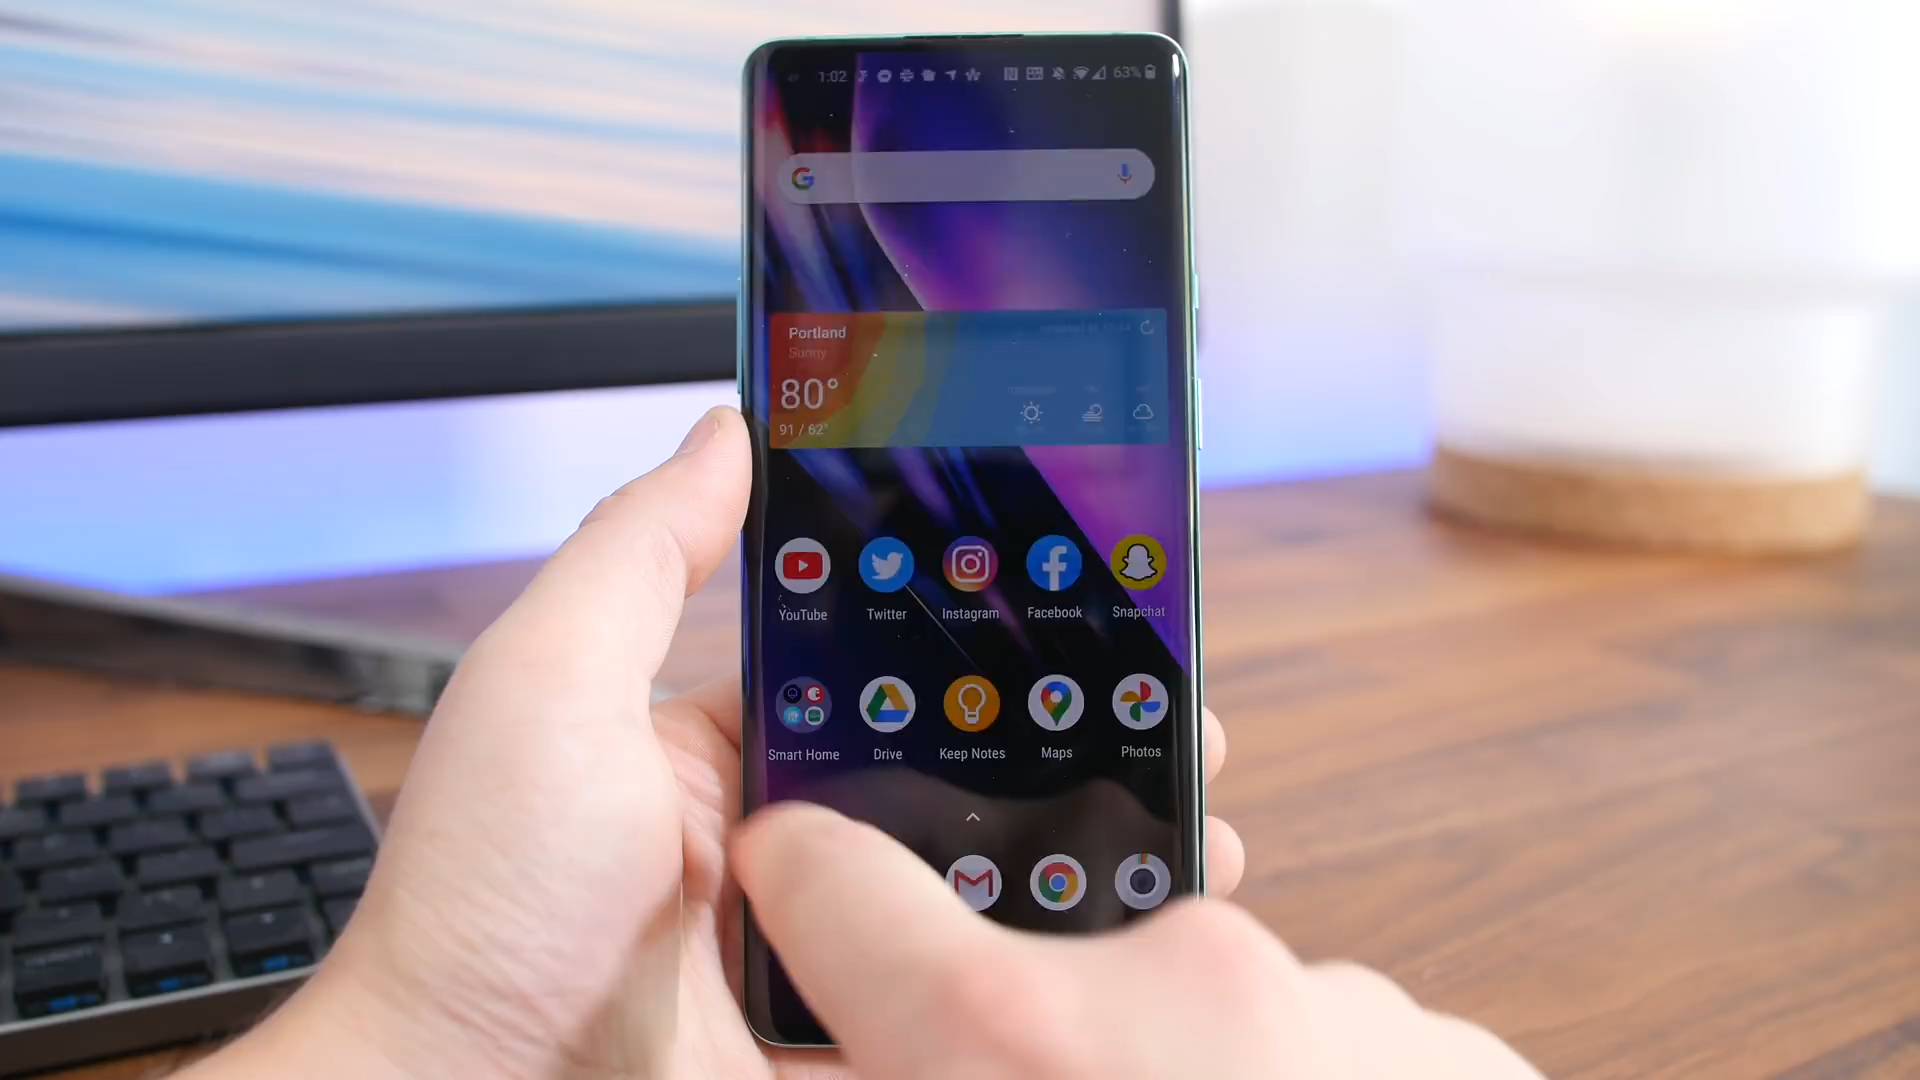 1:02 63%
Portland
Sunny
80°
91 / 62°
YouTube Twitter Instagram Facebook Snapchat
Smart Home Drive Keep Notes Maps Photos